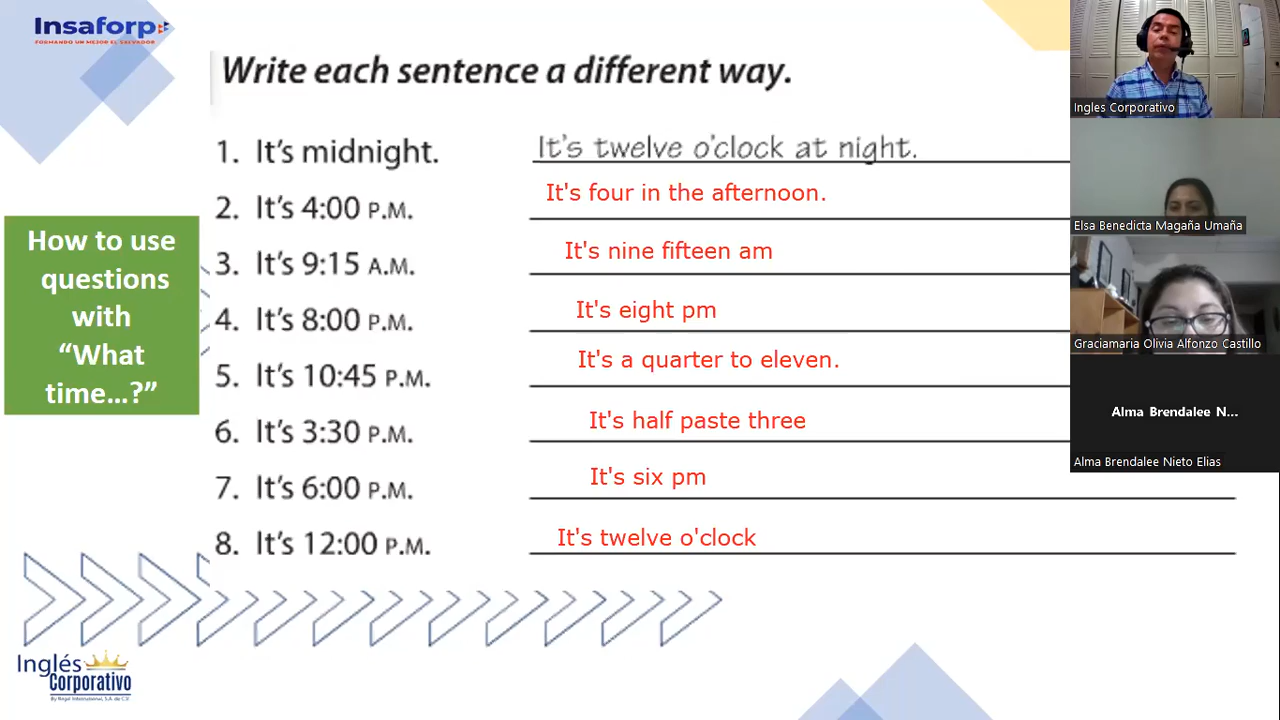 Insaforp
FORMANDO UN MEJOR EL SALVADOR
Write each sentence a different way.
1. It's midnight. It's twelve o'clock at night.
2. It's 4:00 P.M. It's four in the afternoon.
3. It's 9:15 A.M. It's nine fifteen am
4. It's 8:00 P.M. It's eight pm
5. It's 10:45 P.M. It's a quarter to eleven.
6. It's 3:30 P.M. It's half paste three
7. It's 6:00 P.M. It's six pm
8. It's 12:00 P.M. It's twelve o'clock
How to use
questions
with
“What
time...?”
Ingles Corporativo
Elsa Benedicta Magaña Umaña
Graciamaria Olivia Alfonzo Castillo
Alma Brendalee N...
Alma Brendalee Nieto Elias
Inglés
Corporativo
By Regal International, S.A. de C.V.